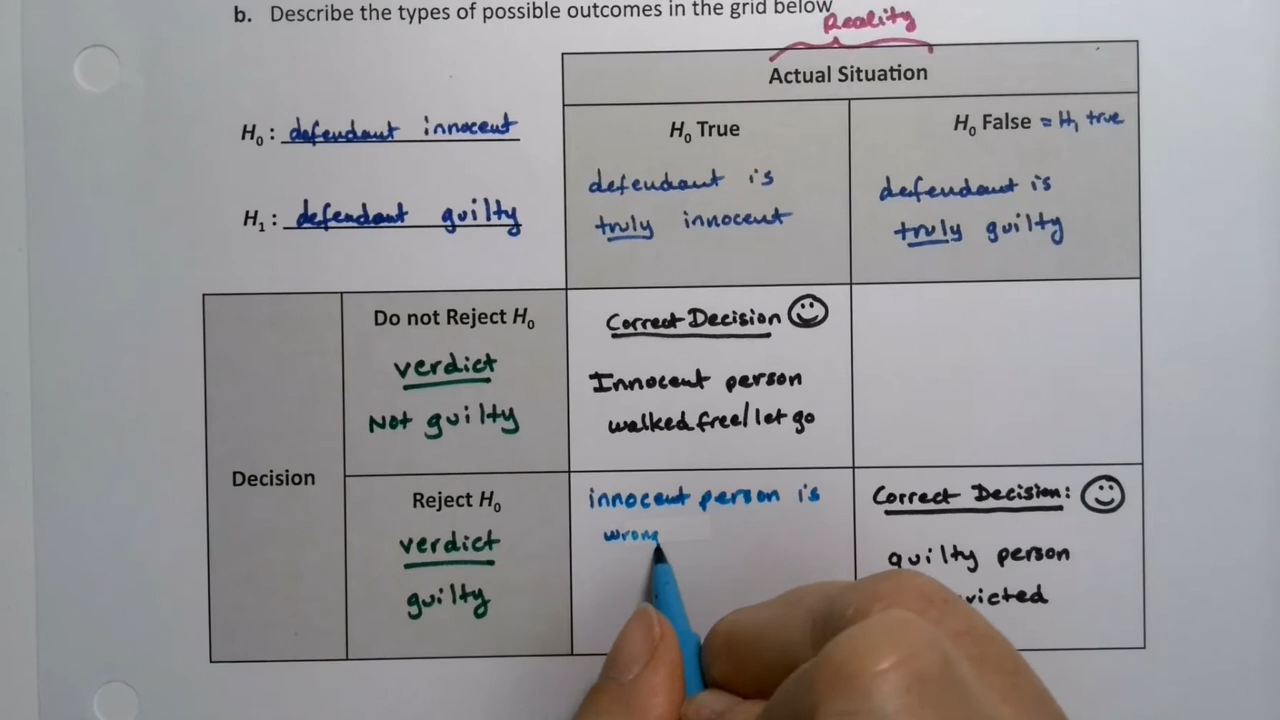 b. Describe the types of possible outcomes in the grid below
Reality
Actual Situation
H₀: defendant innocent
H₀ True
H₀ False = H₁ true
defendant is
truly innocent
defendant is
truly guilty
H₁: defendant guilty
Do not Reject H₀
verdict
Not guilty
Correct Decision
Innocent person
walked free/let go
Decision
Reject H₀
verdict
guilty
innocent person is
wrong
Correct Decision:
guilty person